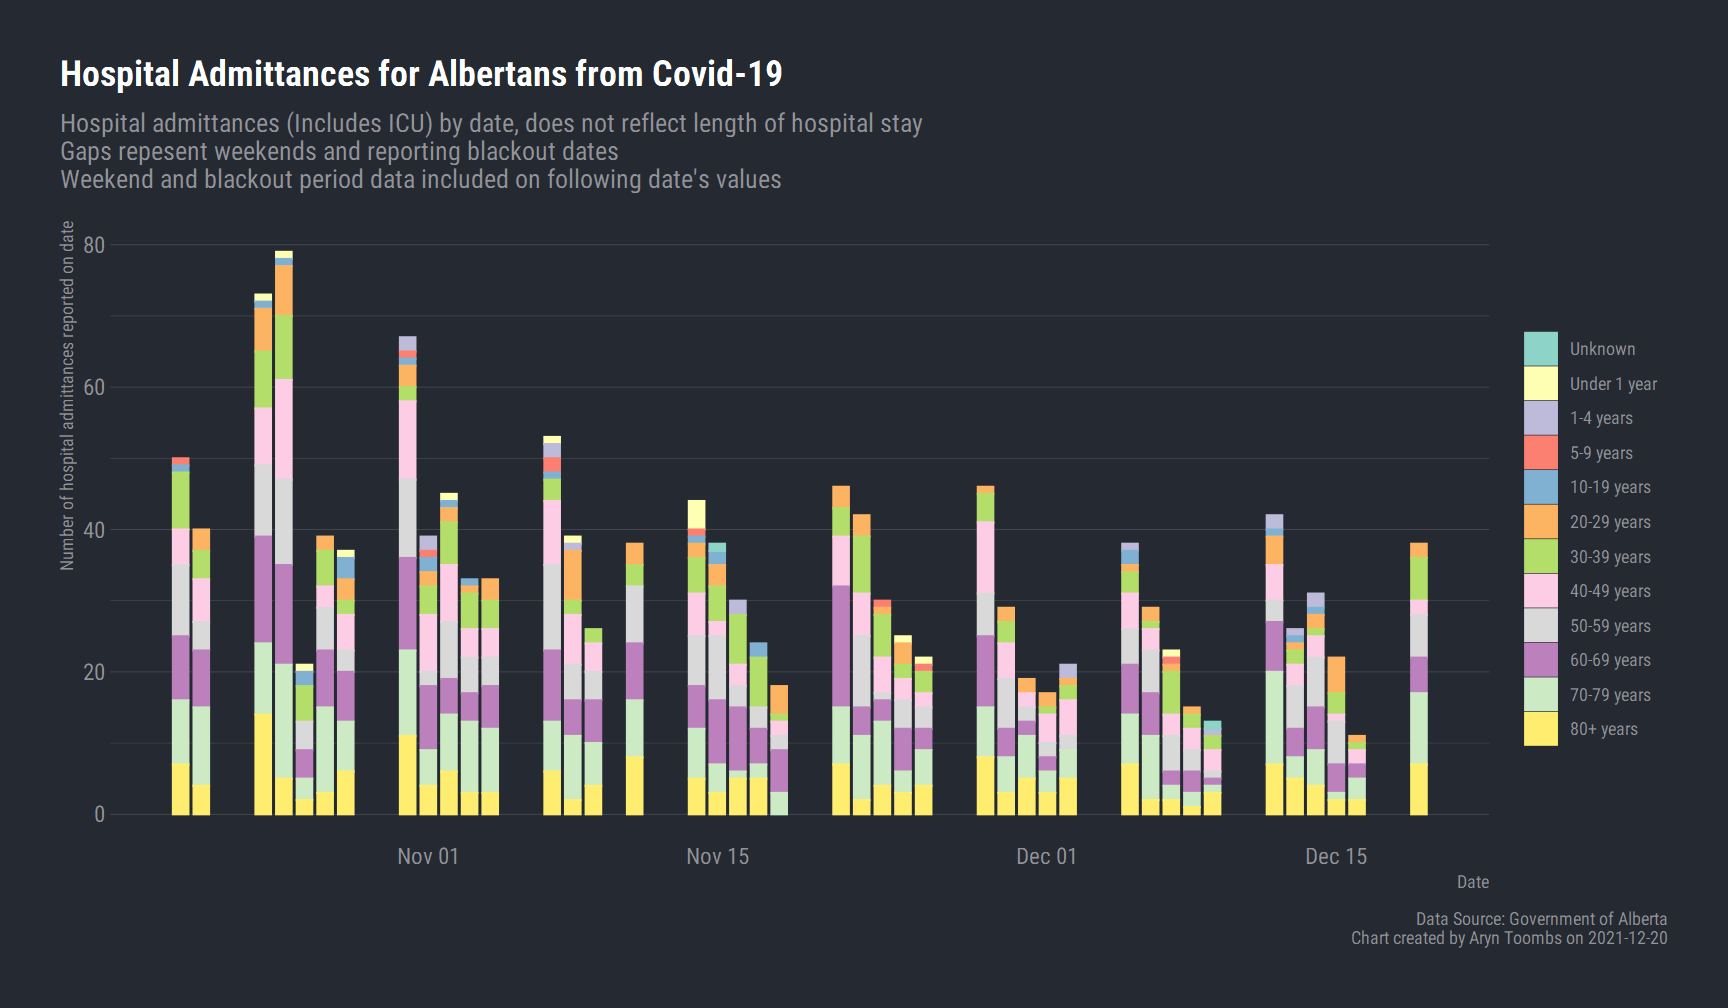 Hospital Admittances for Albertans from Covid-19
Hospital admittances (Includes ICU) by date, does not reflect length of hospital stay
Gaps repesent weekends and reporting blackout dates
Weekend and blackout period data included on following date's values
Number of hospital admittances reported on date
80
60
40
20
0
Nov 01
Nov 15
Dec 01
Dec 15
Date
Unknown
Under 1 year
1-4 years
5-9 years
10-19 years
20-29 years
30-39 years
40-49 years
50-59 years
60-69 years
70-79 years
80+ years
Data Source: Government of Alberta
Chart created by Aryn Toombs on 2021-12-20